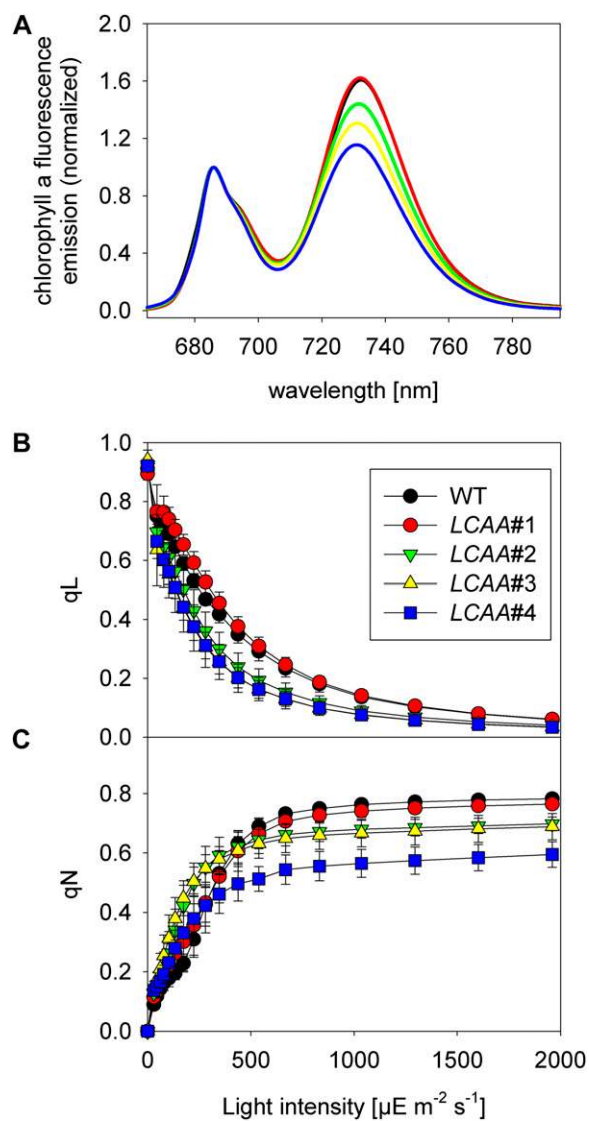 A
chlorophyll a fluorescence
emission (normalized)
2.0
1.6
1.2
0.8
0.4
0.0
680 700 720 740 760 780
wavelength [nm]
B
qL
1.0
0.8
0.6
0.4
0.2
0.0
WT
LCAA#1
LCAA#2
LCAA#3
LCAA#4
C
qN
0.8
0.6
0.4
0.2
0.0
0 500 1000 1500 2000
Light intensity [µE m⁻² s⁻¹]